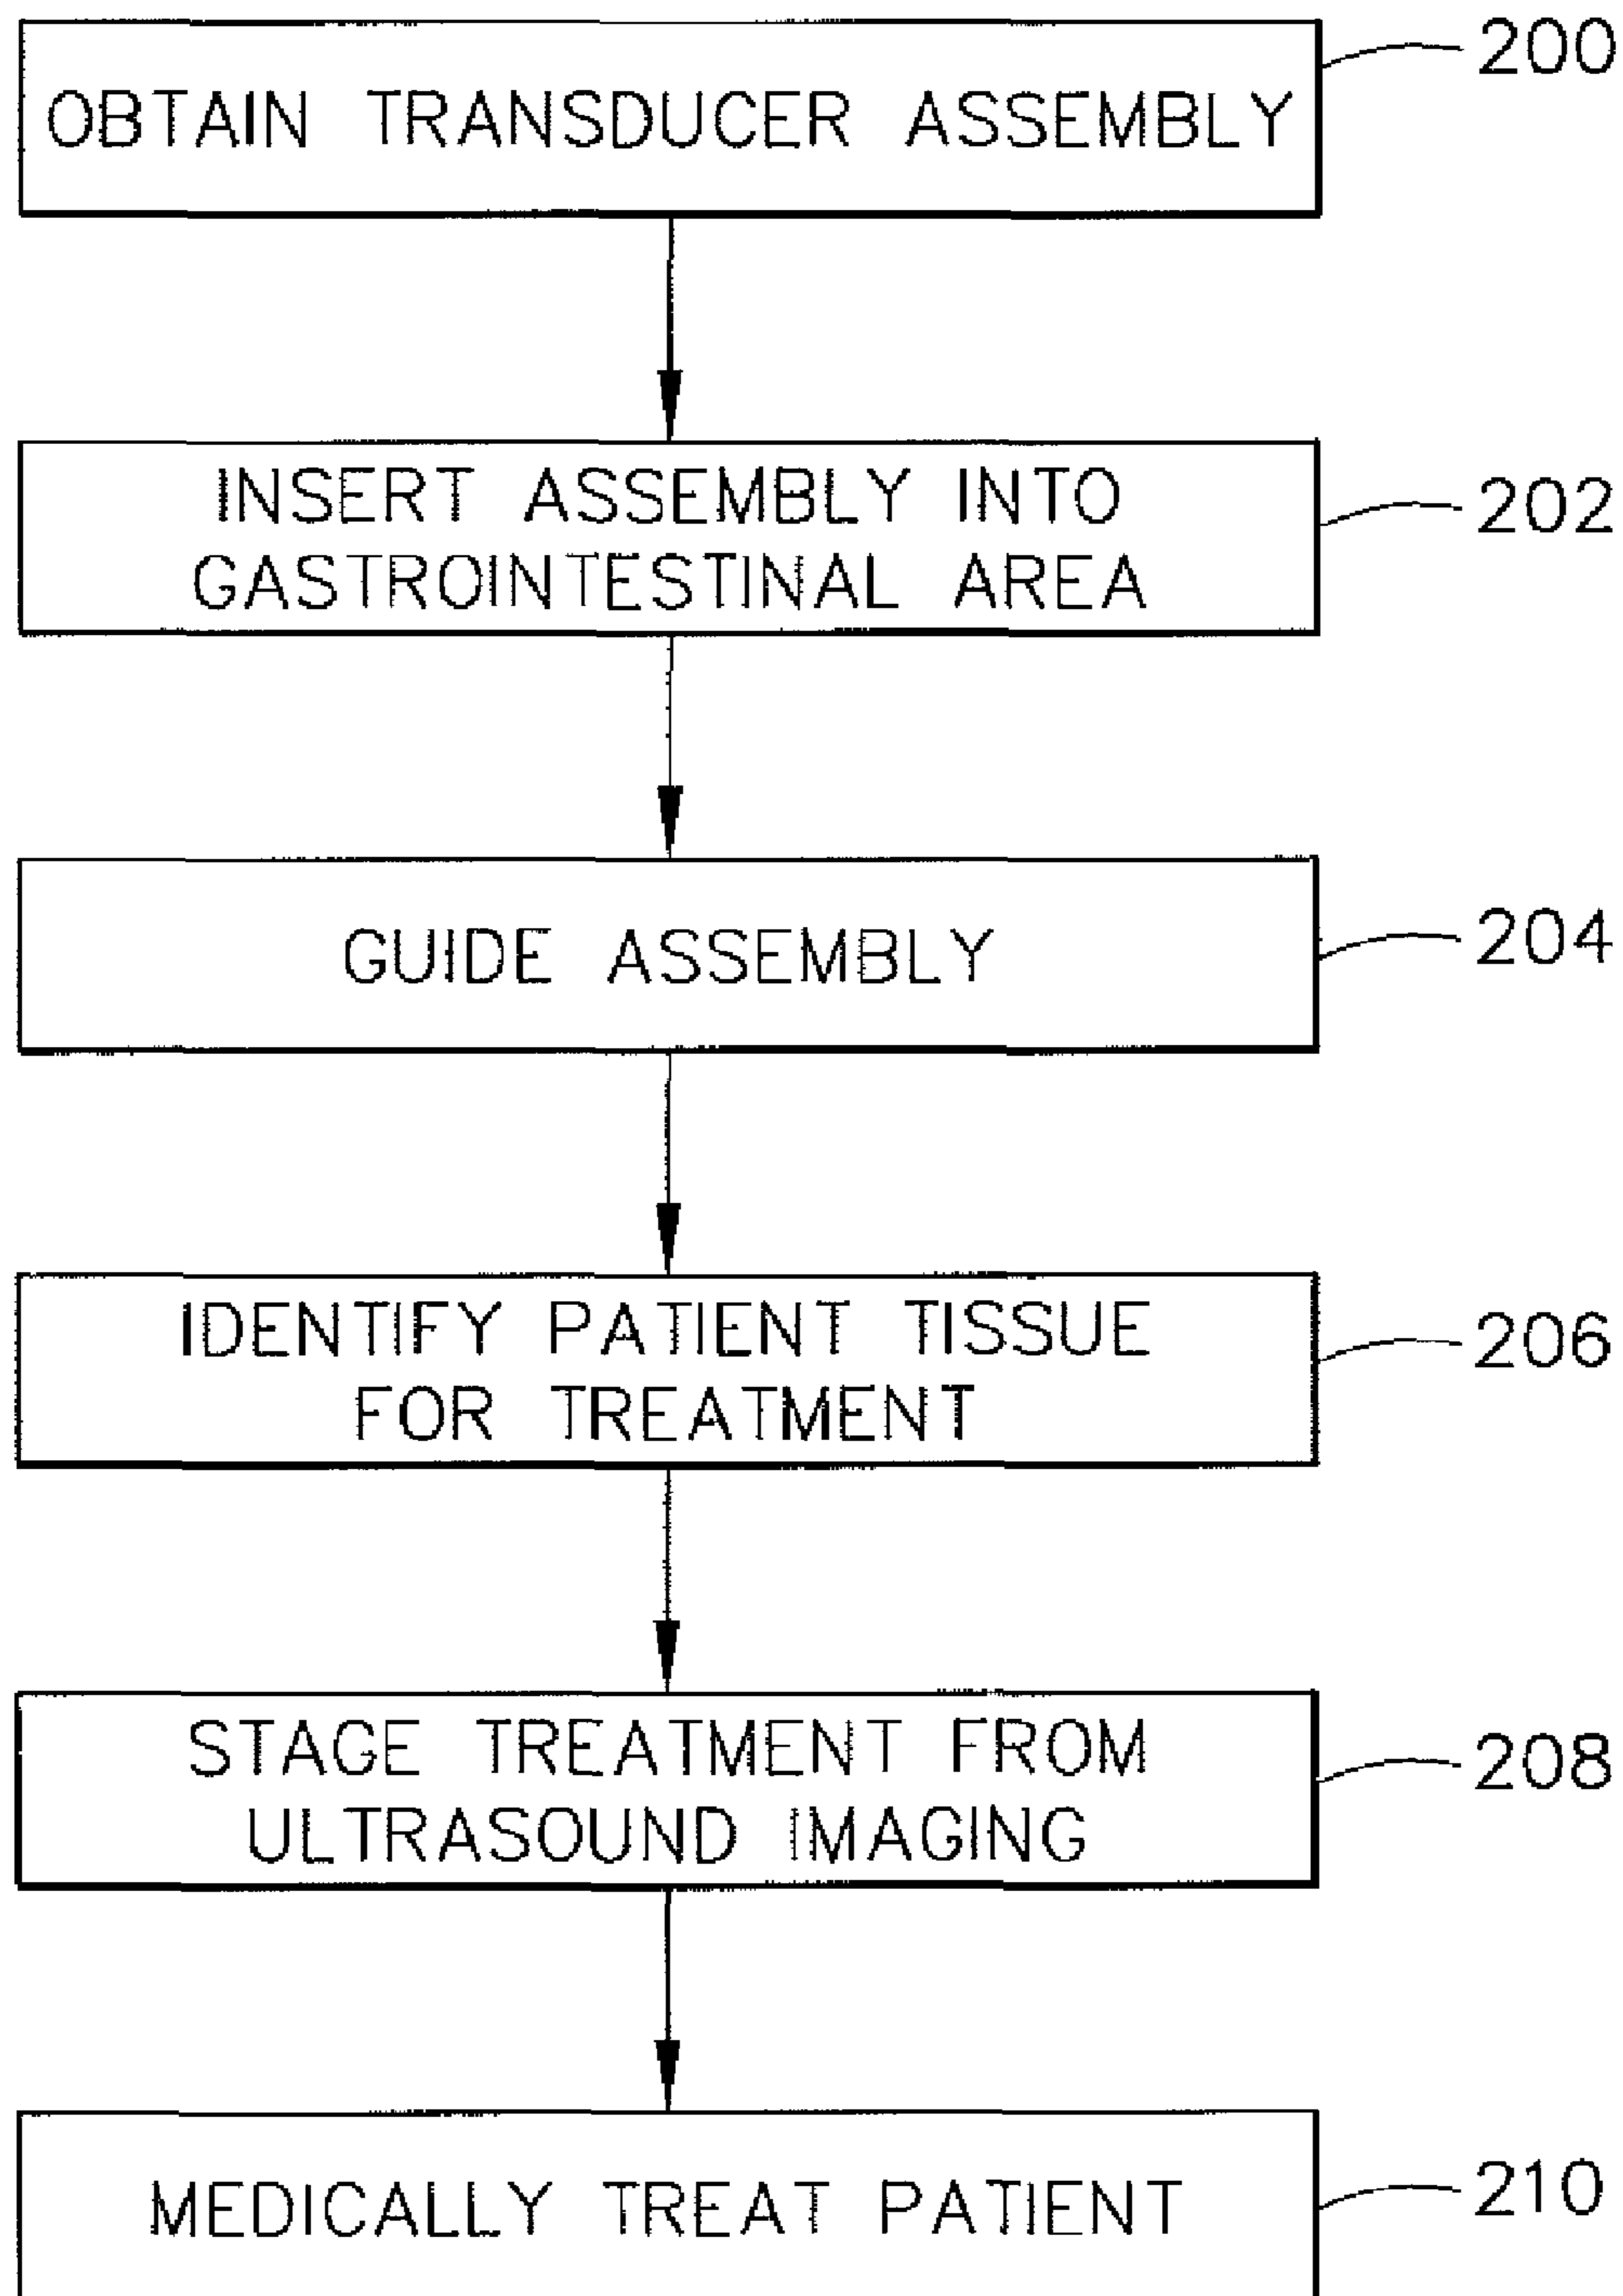 OBTAIN TRANSDUCER ASSEMBLY
200
INSERT ASSEMBLY INTO
GASTROINTESTINAL AREA
202
GUIDE ASSEMBLY
204
IDENTIFY PATIENT TISSUE
FOR TREATMENT
206
STAGE TREATMENT FROM
ULTRASOUND IMAGING
208
MEDICALLY TREAT PATIENT
210